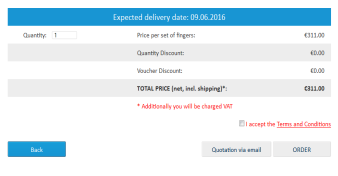 Expected delivery date: 09.06.2016
Quantity: 1 Price per set of fingers: €311.00
Quantity Discount: €0.00
Voucher Discount: €0.00
TOTAL PRICE (net, incl. shipping)*: €311.00
* Additionally you will be charged VAT
I accept the Terms and Conditions
Back Quotation via email ORDER